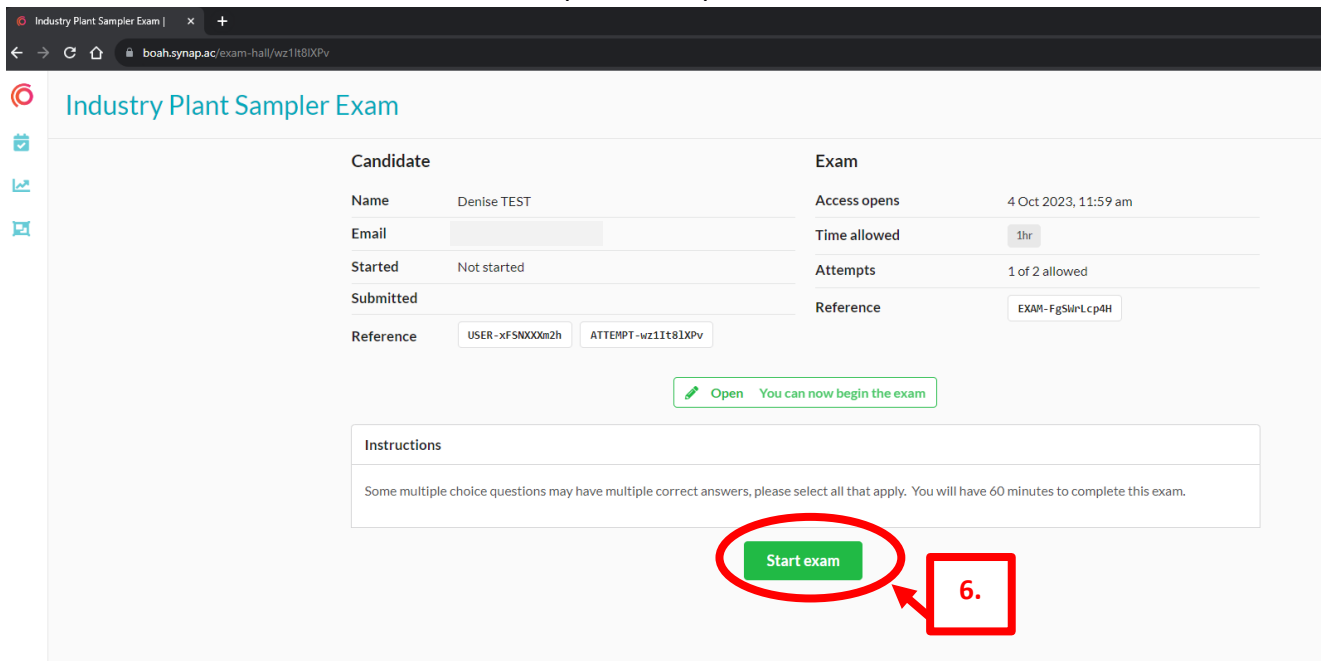 Industry Plant Sampler Exam |
boah.synap.ac/exam-hall/wz1It8lXPv
Industry Plant Sampler Exam
Candidate
Name Denise TEST
Email
Started Not started
Submitted
Reference USER-xFSNXXXm2h ATTEMPT-wz1It8lXPv
Exam
Access opens 4 Oct 2023, 11:59 am
Time allowed 1hr
Attempts 1 of 2 allowed
Reference EXAM-FgSWrLcp4H
Open You can now begin the exam
Instructions
Some multiple choice questions may have multiple correct answers, please select all that apply. You will have 60 minutes to complete this exam.
Start exam
6.